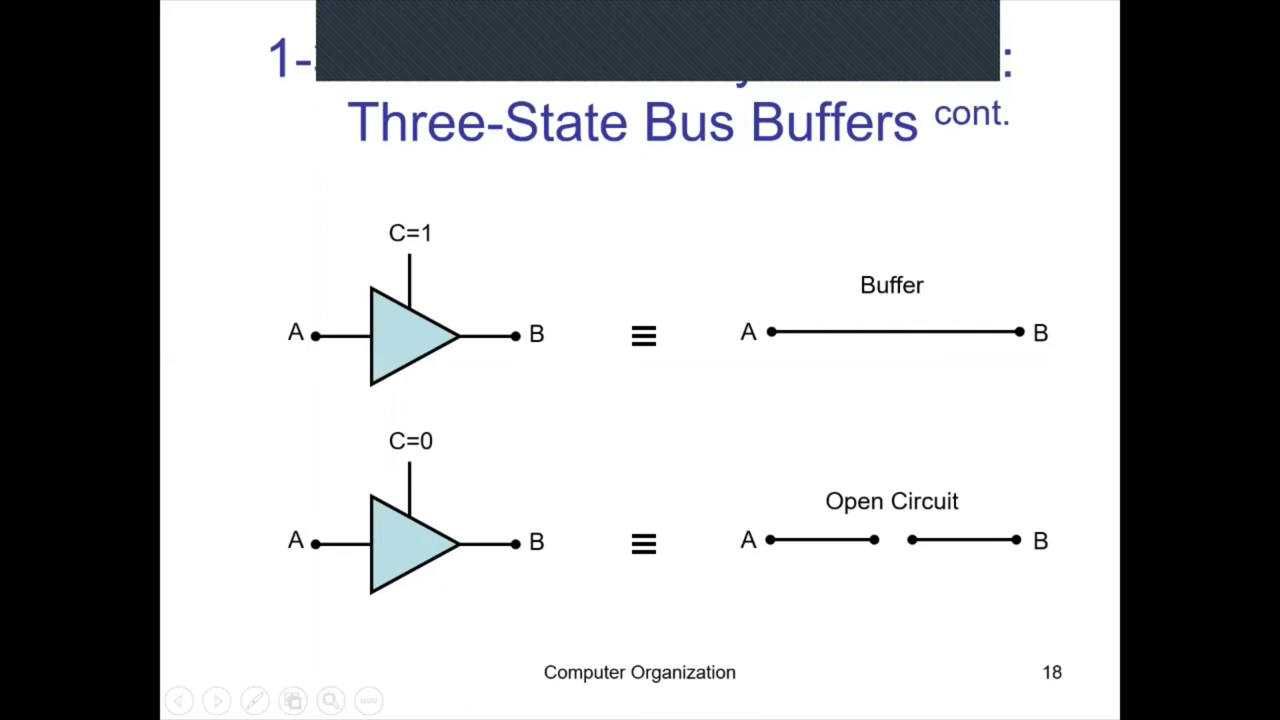 1-
:
Three-State Bus Buffers cont.
C=1
A B ≡ A B
Buffer
C=0
A B ≡ A B
Open Circuit
Computer Organization
18